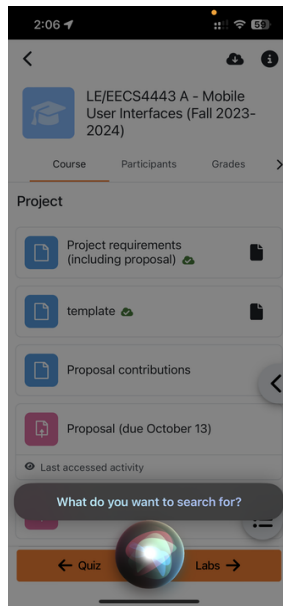 2:06
59
LE/EECS4443 A - Mobile
User Interfaces (Fall 2023-
2024)
Course Participants Grades
Project
Project requirements
(including proposal)
template
Proposal contributions
Proposal (due October 13)
Last accessed activity
What do you want to search for?
Quiz
Labs